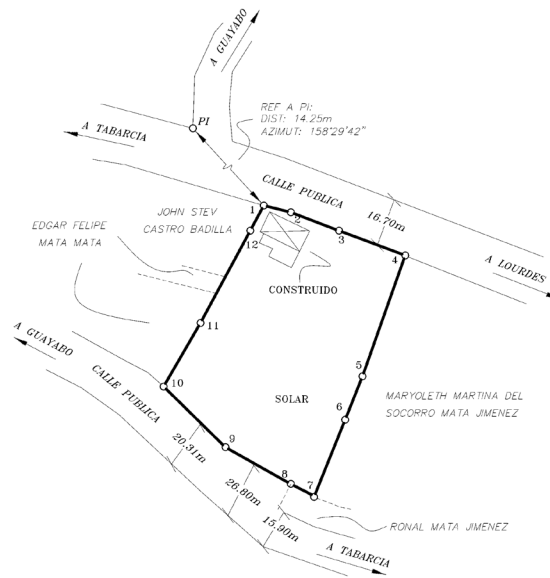 A GUAYABO
PI
REF A PI:
DIST: 14.25m
AZIMUT: 158°29'42"
A TABARCIA
CALLE PUBLICA
16.70m
1
2
3
4
JOHN STEV
CASTRO BADILLA
12
EDGAR FELIPE
MATA MATA
A LOURDES
CONSTRUIDO
11
A GUAYABO
CALLE PUBLICA
10
5
SOLAR
MARYOLETH MARTINA DEL
SOCORRO MATA JIMENEZ
6
9
20.31m
8
7
26.80m
15.90m
RONAL MATA JIMENEZ
A TABARCIA